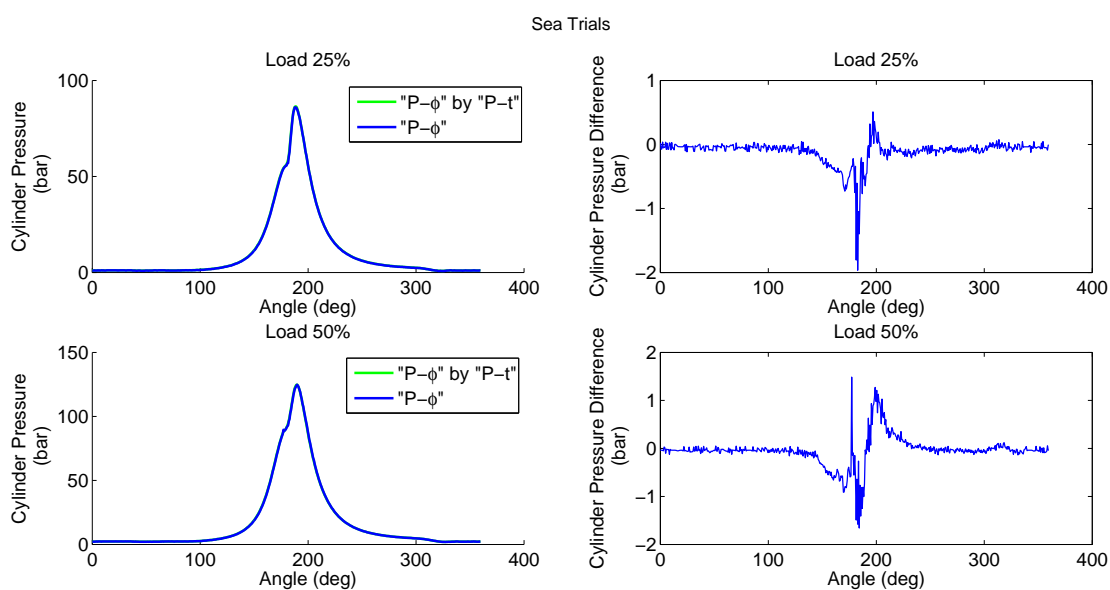 Sea Trials
Load 25%
100
50
0
0
100
200
300
400
Cylinder Pressure
(bar)
Angle (deg)
"P−ϕ" by "P−t"
"P−ϕ"
Load 25%
1
0
−1
−2
0
100
200
300
400
Cylinder Pressure Difference
(bar)
Angle (deg)
Load 50%
150
100
50
0
0
100
200
300
400
Cylinder Pressure
(bar)
Angle (deg)
"P−ϕ" by "P−t"
"P−ϕ"
Load 50%
2
1
0
−1
−2
0
100
200
300
400
Cylinder Pressure Difference
(bar)
Angle (deg)